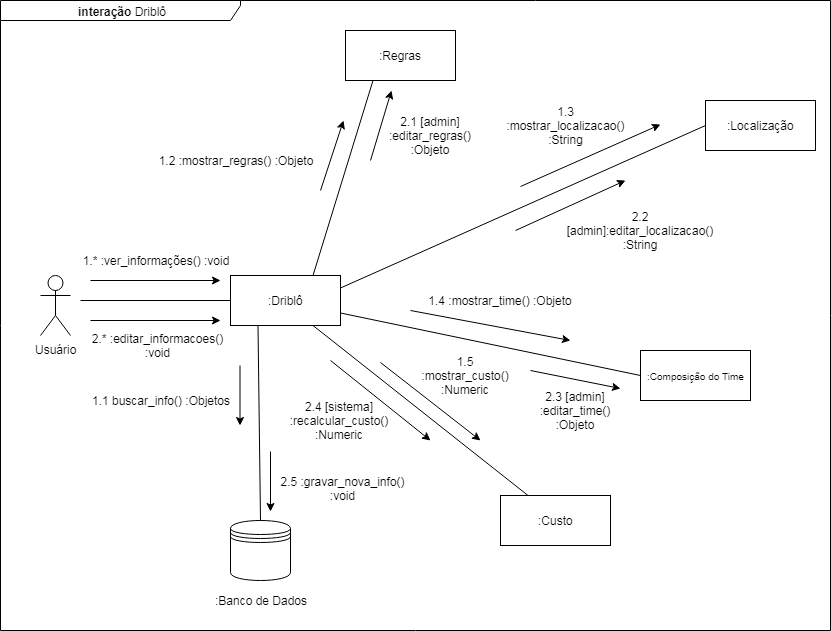 interação Driblô
:Regras
1.2 :mostrar_regras() :Objeto
2.1 [admin]
:editar_regras()
:Objeto
1.3
:mostrar_localizacao()
:String
:Localização
2.2
[admin]:editar_localizacao()
:String
1.* :ver_informações() :void
:Driblô
Usuário
2.* :editar_informacoes()
:void
1.4 :mostrar_time() :Objeto
:Composição do Time
1.5
:mostrar_custo()
:Numeric
2.3 [admin]
:editar_time()
:Objeto
1.1 buscar_info() :Objetos
2.4 [sistema]
:recalcular_custo()
:Numeric
2.5 :gravar_nova_info()
:void
:Custo
:Banco de Dados